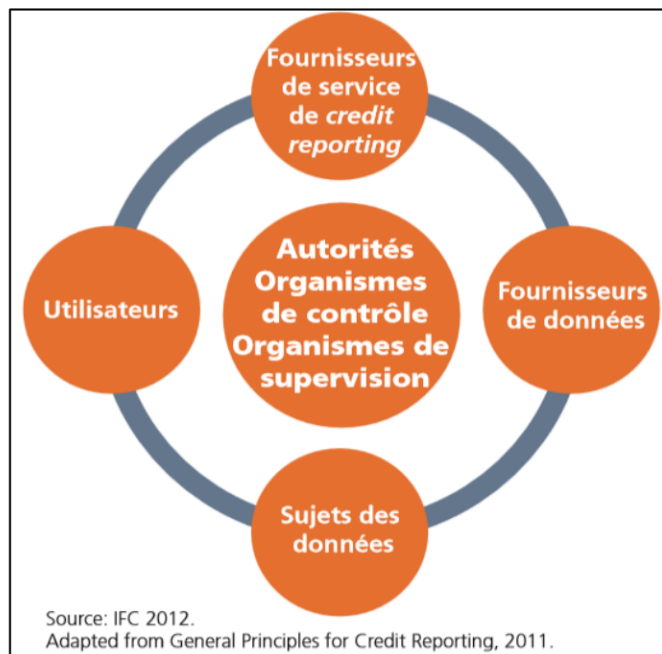 Fournisseurs
de service
de credit
reporting
Autorités
Organismes
de contrôle
Organismes de
supervision
Utilisateurs
Fournisseurs
de données
Sujets des
données
Source: IFC 2012.
Adapted from General Principles for Credit Reporting, 2011.